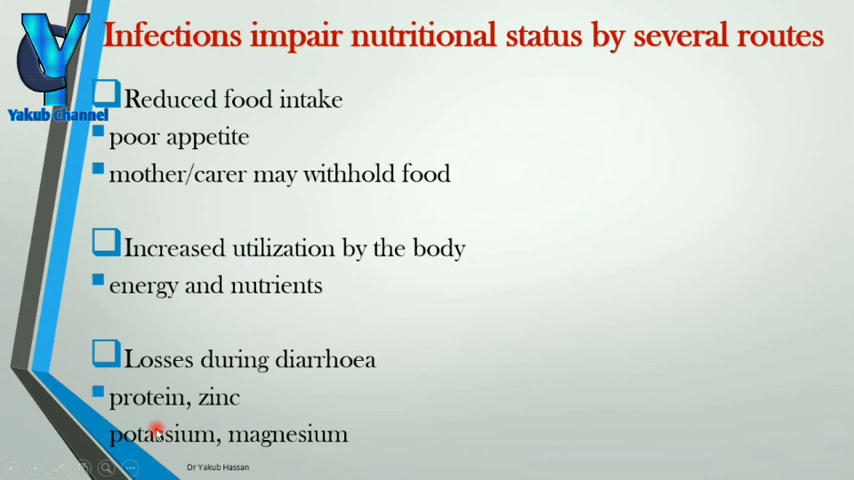 Infections impair nutritional status by several routes
Yakub Channel
Reduced food intake
poor appetite
mother/carer may withhold food
Increased utilization by the body
energy and nutrients
Losses during diarrhoea
protein, zinc
potassium, magnesium
Dr Yakub Hassan